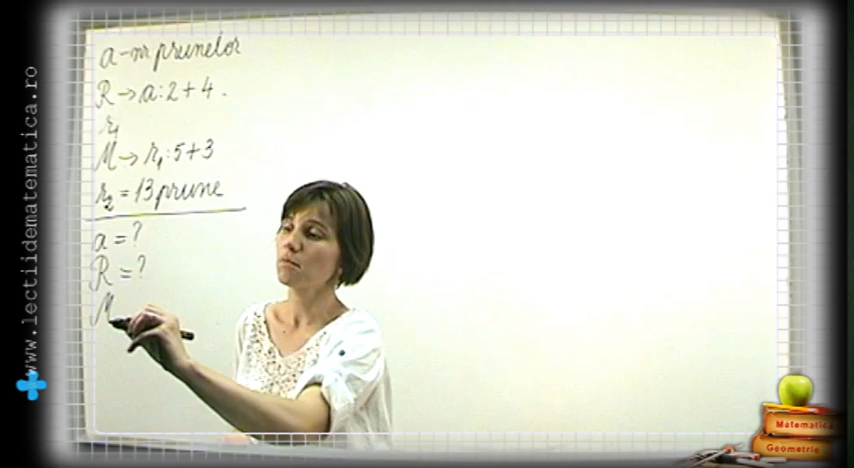 a - nr prunelor
R → a : 2 + 4.
r₁
M → r₁ : 5 + 3
r₂ = 13 prune
a = ?
R = ?
M
www.lectiidematematica.ro
Matematica
Geometrie